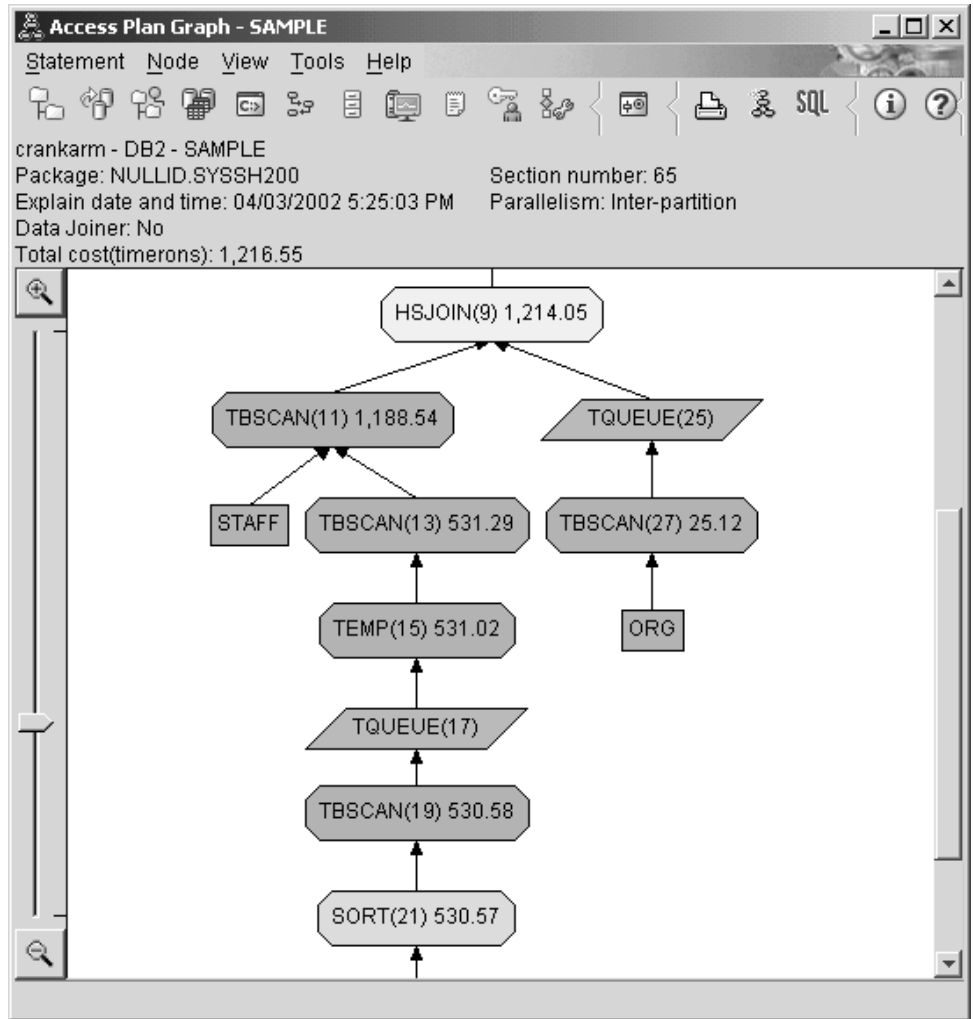 Access Plan Graph - SAMPLE
Statement Node View Tools Help
C:\>
SQL
crankarm - DB2 - SAMPLE
Package: NULLID.SYSSH200 Section number: 65
Explain date and time: 04/03/2002 5:25:03 PM Parallelism: Inter-partition
Data Joiner: No
Total cost(timerons): 1,216.55
HSJOIN(9) 1,214.05
TBSCAN(11) 1,188.54 TQUEUE(25)
STAFF TBSCAN(13) 531.29 TBSCAN(27) 25.12
TEMP(15) 531.02 ORG
TQUEUE(17)
TBSCAN(19) 530.58
SORT(21) 530.57